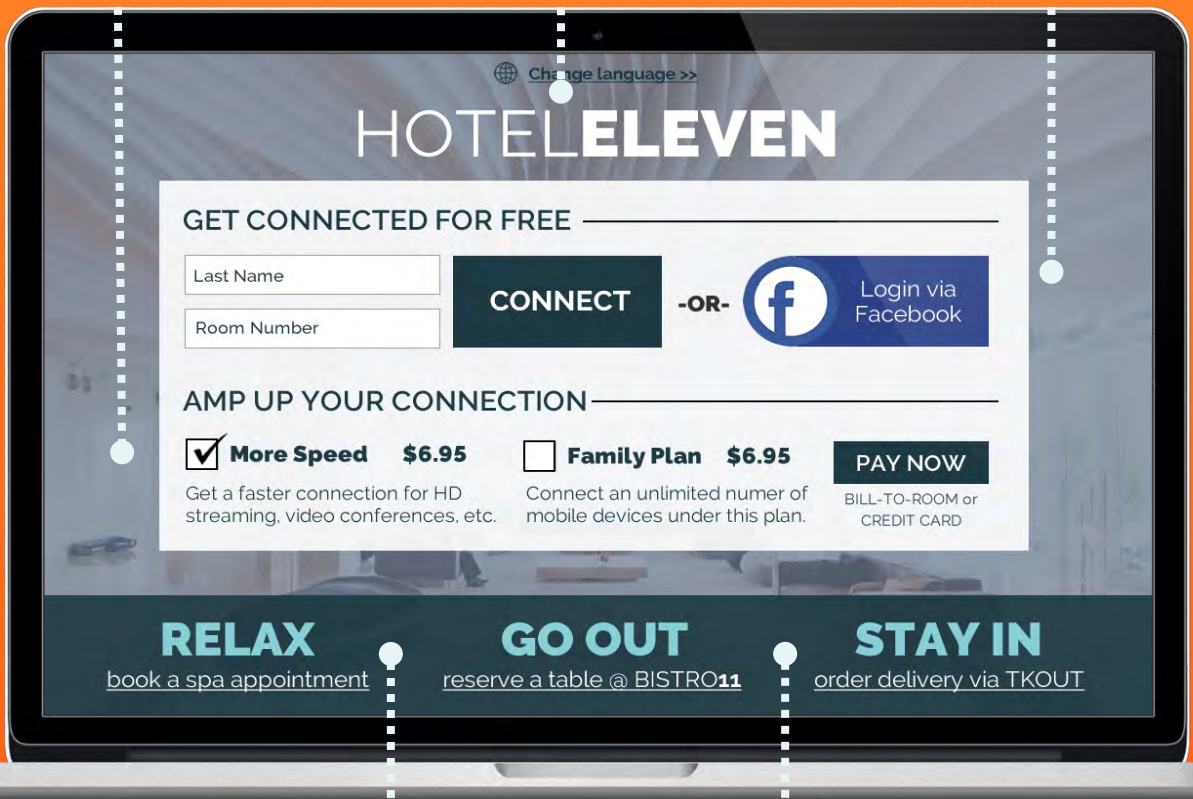 Change language >>
HOTELELEVEN
GET CONNECTED FOR FREE
Last Name
Room Number
CONNECT
-OR-
Login via
Facebook
AMP UP YOUR CONNECTION
More Speed $6.95
Get a faster connection for HD
streaming, video conferences, etc.
Family Plan $6.95
Connect an unlimited numer of
mobile devices under this plan.
PAY NOW
BILL-TO-ROOM or
CREDIT CARD
RELAX
book a spa appointment
GO OUT
reserve a table @ BISTRO11
STAY IN
order delivery via TKOUT